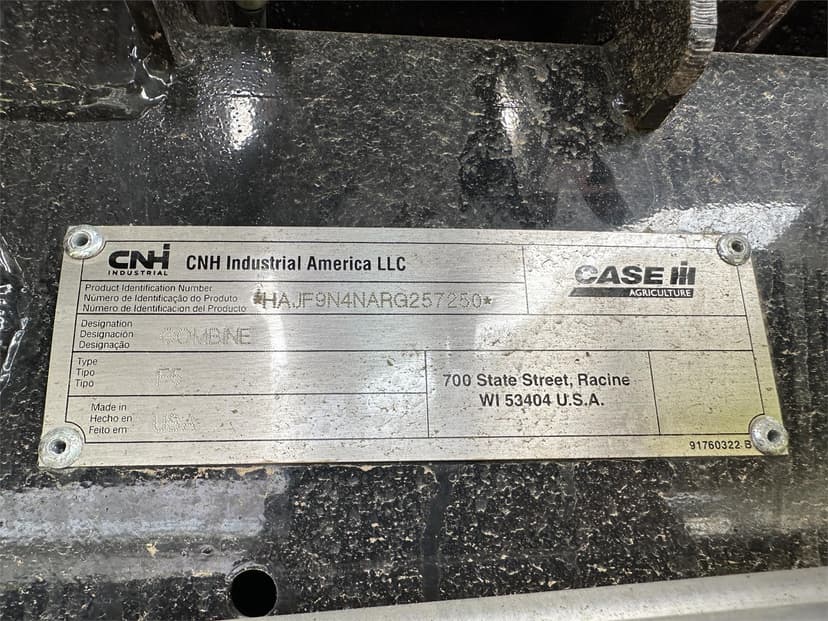 CNH
INDUSTRIAL
CNH Industrial America LLC
CASE IH
AGRICULTURE
Product Identification Number
Número de Identificação do Produto
Número de Identificacion del Producto
*HAJF9N4NARG257250*
Designation
Designación
Designação
COMBINE
Type
Tipo
Tipo
Made in
Hecho en
Feito em
USA
700 State Street, Racine
WI 53404 U.S.A.
91760322 B